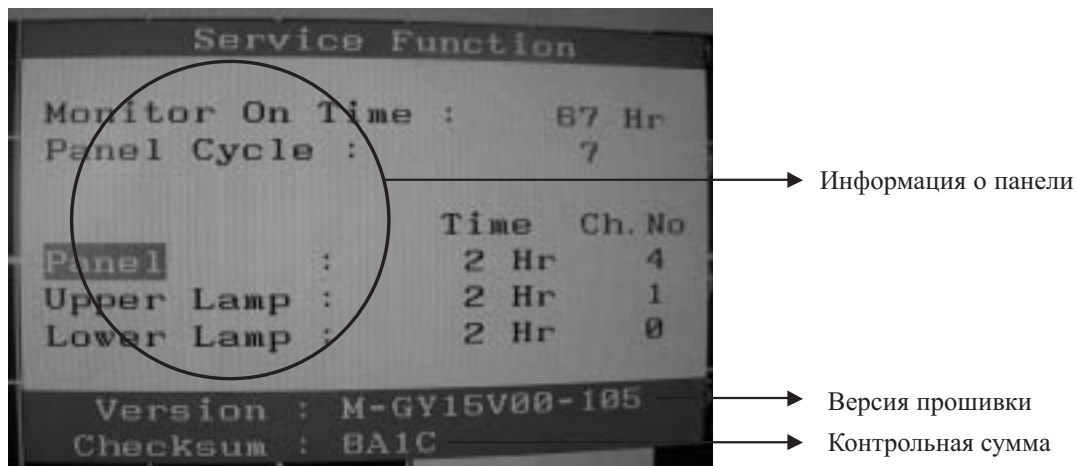 Service Function
Monitor On Time : 67 Hr
Panel Cycle : 7
Информация о панели
Time Ch. No
Panel : 2 Hr 4
Upper Lamp : 2 Hr 1
Lower Lamp : 2 Hr 0
Version : M-GY15V00-105
Версия прошивки
Checksum : 8A1C
Контрольная сумма